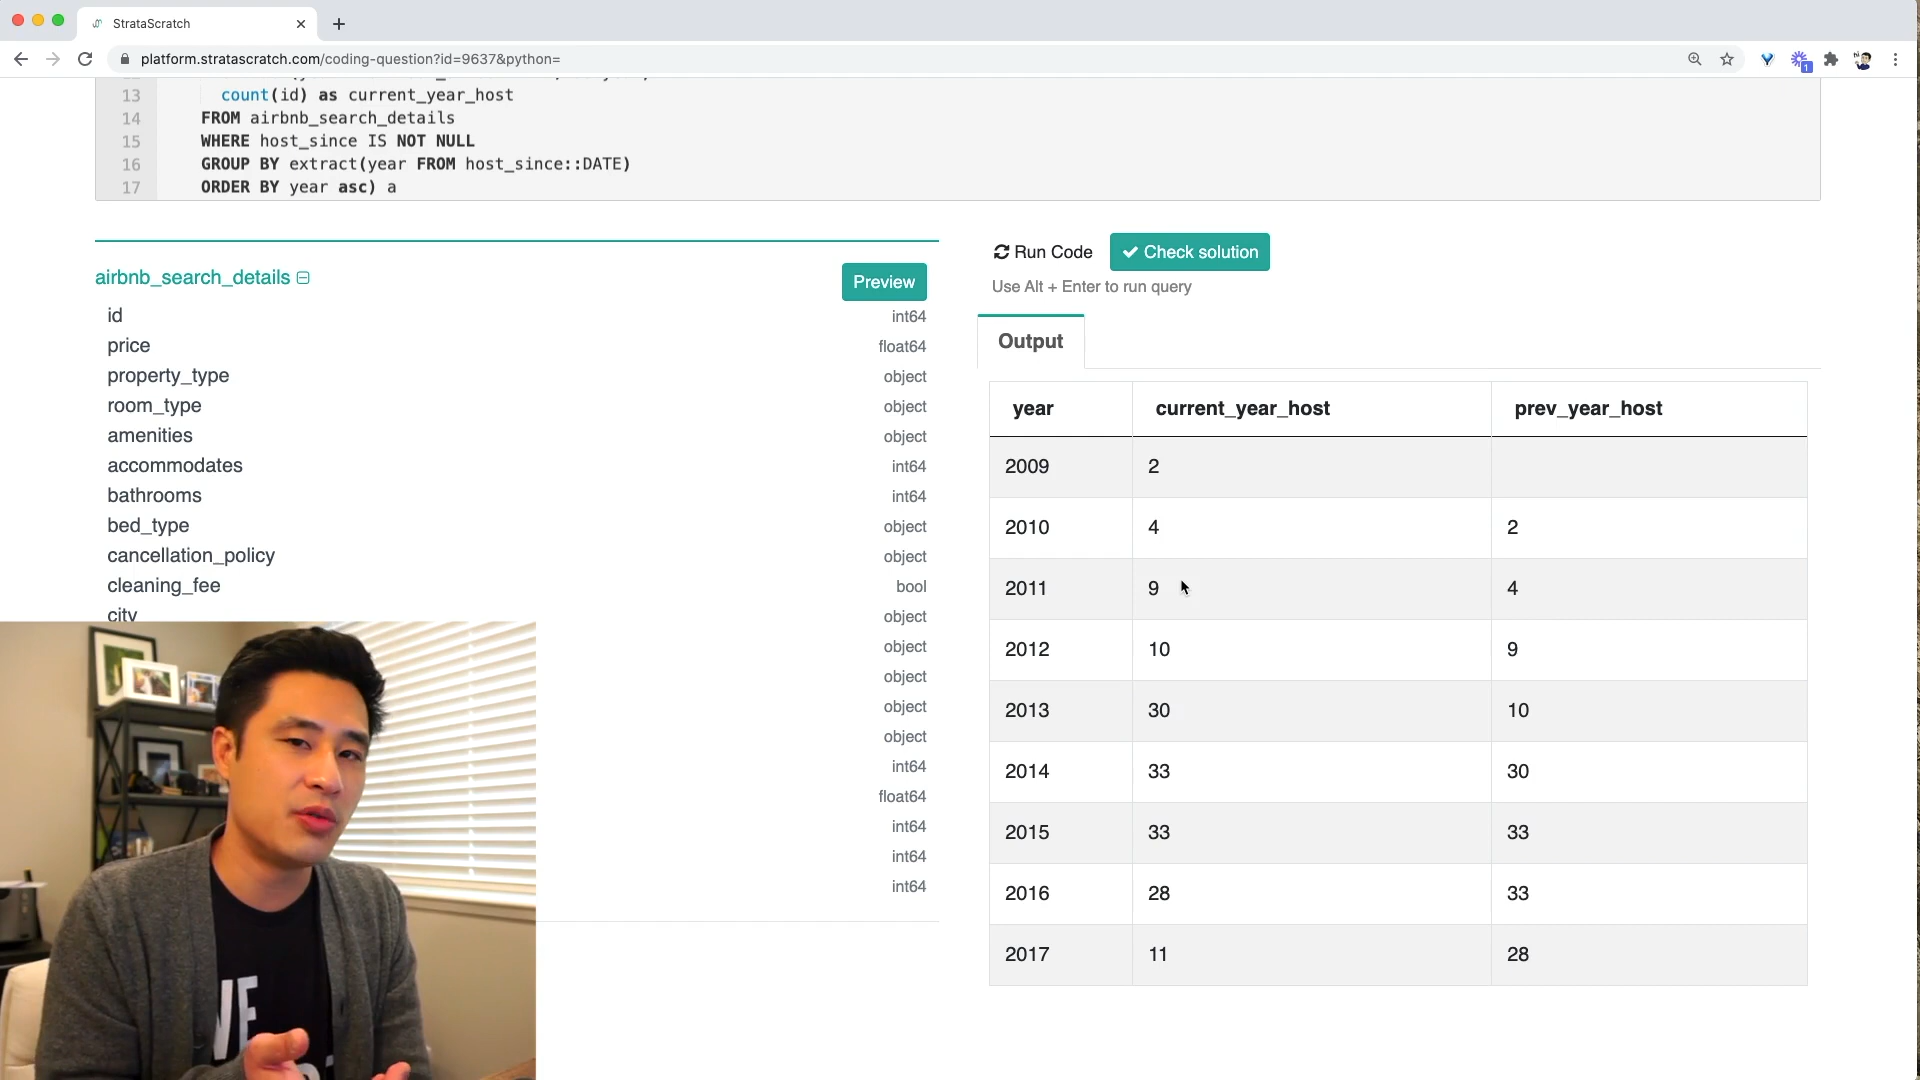 StrataScratch
platform.stratascratch.com/coding-question?id=9637&python=
1
13 count(id) as current_year_host
14 FROM airbnb_search_details
15 WHERE host_since IS NOT NULL
16 GROUP BY extract(year FROM host_since::DATE)
17 ORDER BY year asc) a
airbnb_search_details
Preview
id int64
price float64
property_type object
room_type object
amenities object
accommodates int64
bathrooms int64
bed_type object
cancellation_policy object
cleaning_fee bool
city object
object
object
object
object
int64
float64
int64
int64
int64
Run Code
Check solution
Use Alt + Enter to run query
Output
year current_year_host prev_year_host
2009 2
2010 4 2
2011 9 4
2012 10 9
2013 30 10
2014 33 30
2015 33 33
2016 28 33
2017 11 28